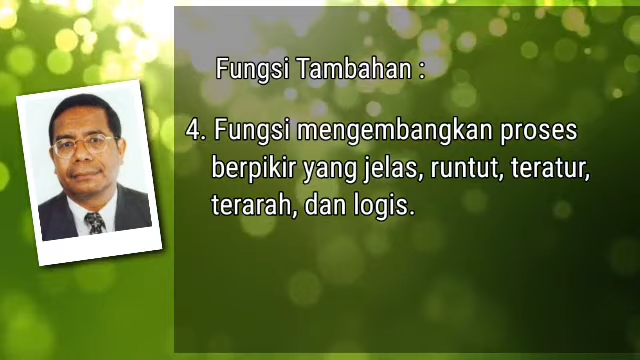 Fungsi Tambahan :
4. Fungsi mengembangkan proses
berpikir yang jelas, runtut, teratur,
terarah, dan logis.